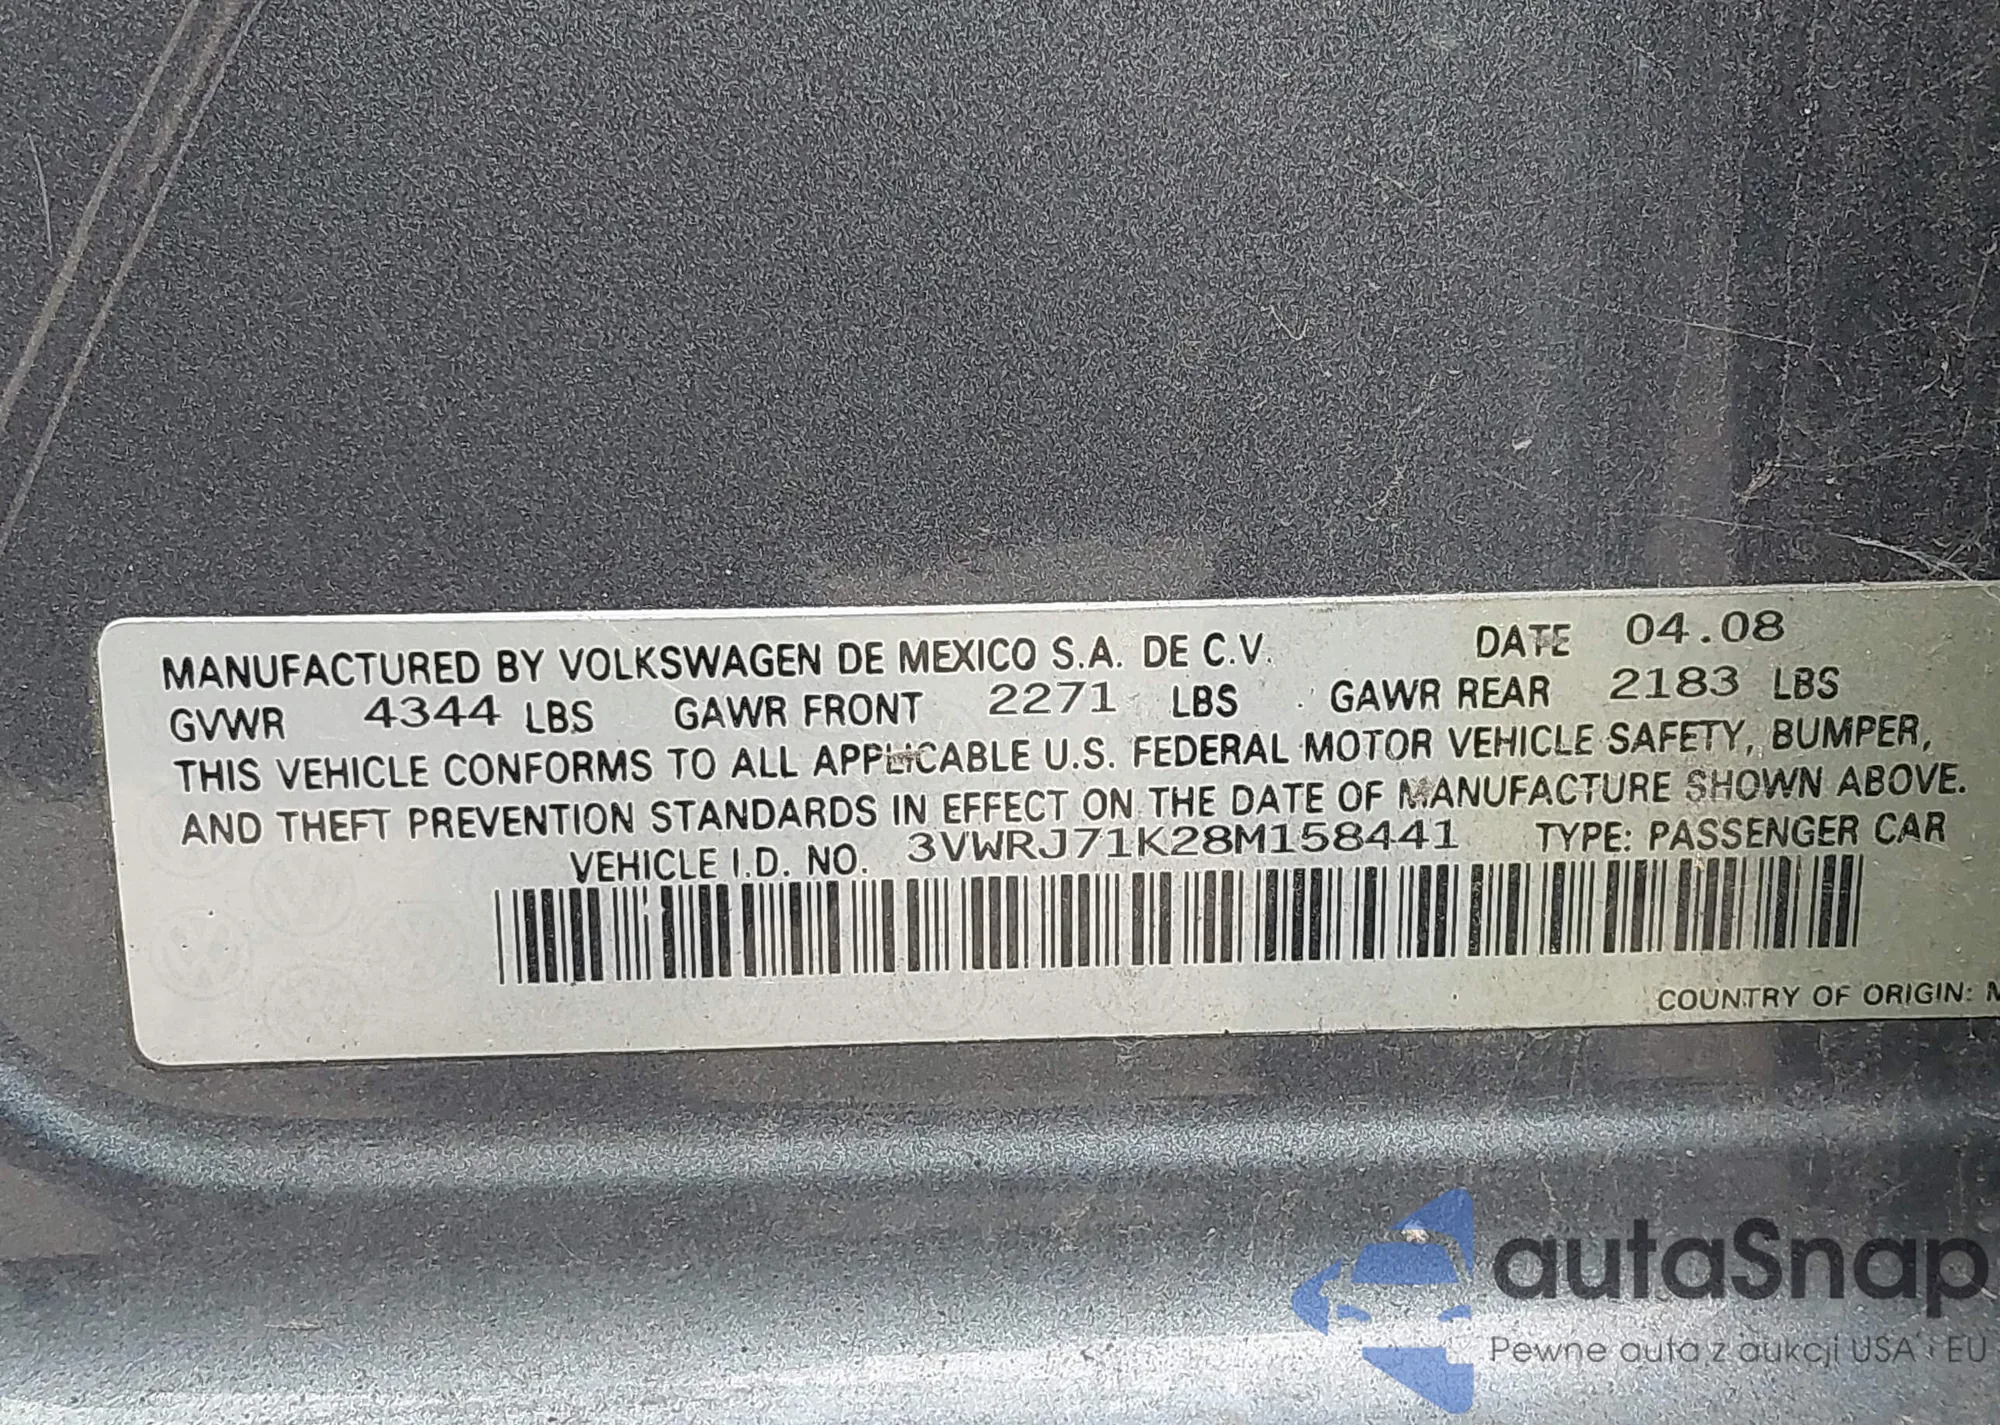 MANUFACTURED BY VOLKSWAGEN DE MEXICO S.A. DE C.V. DATE 04.08
GVWR 4344 LBS GAWR FRONT 2271 LBS GAWR REAR 2183 LBS
THIS VEHICLE CONFORMS TO ALL APPLICABLE U.S. FEDERAL MOTOR VEHICLE SAFETY, BUMPER,
AND THEFT PREVENTION STANDARDS IN EFFECT ON THE DATE OF MANUFACTURE SHOWN ABOVE.
VEHICLE I.D. NO. 3VWRJ71K28M158441 TYPE: PASSENGER CAR
COUNTRY OF ORIGIN: M
autaSnap
Pewne auta z aukcji USA i EU